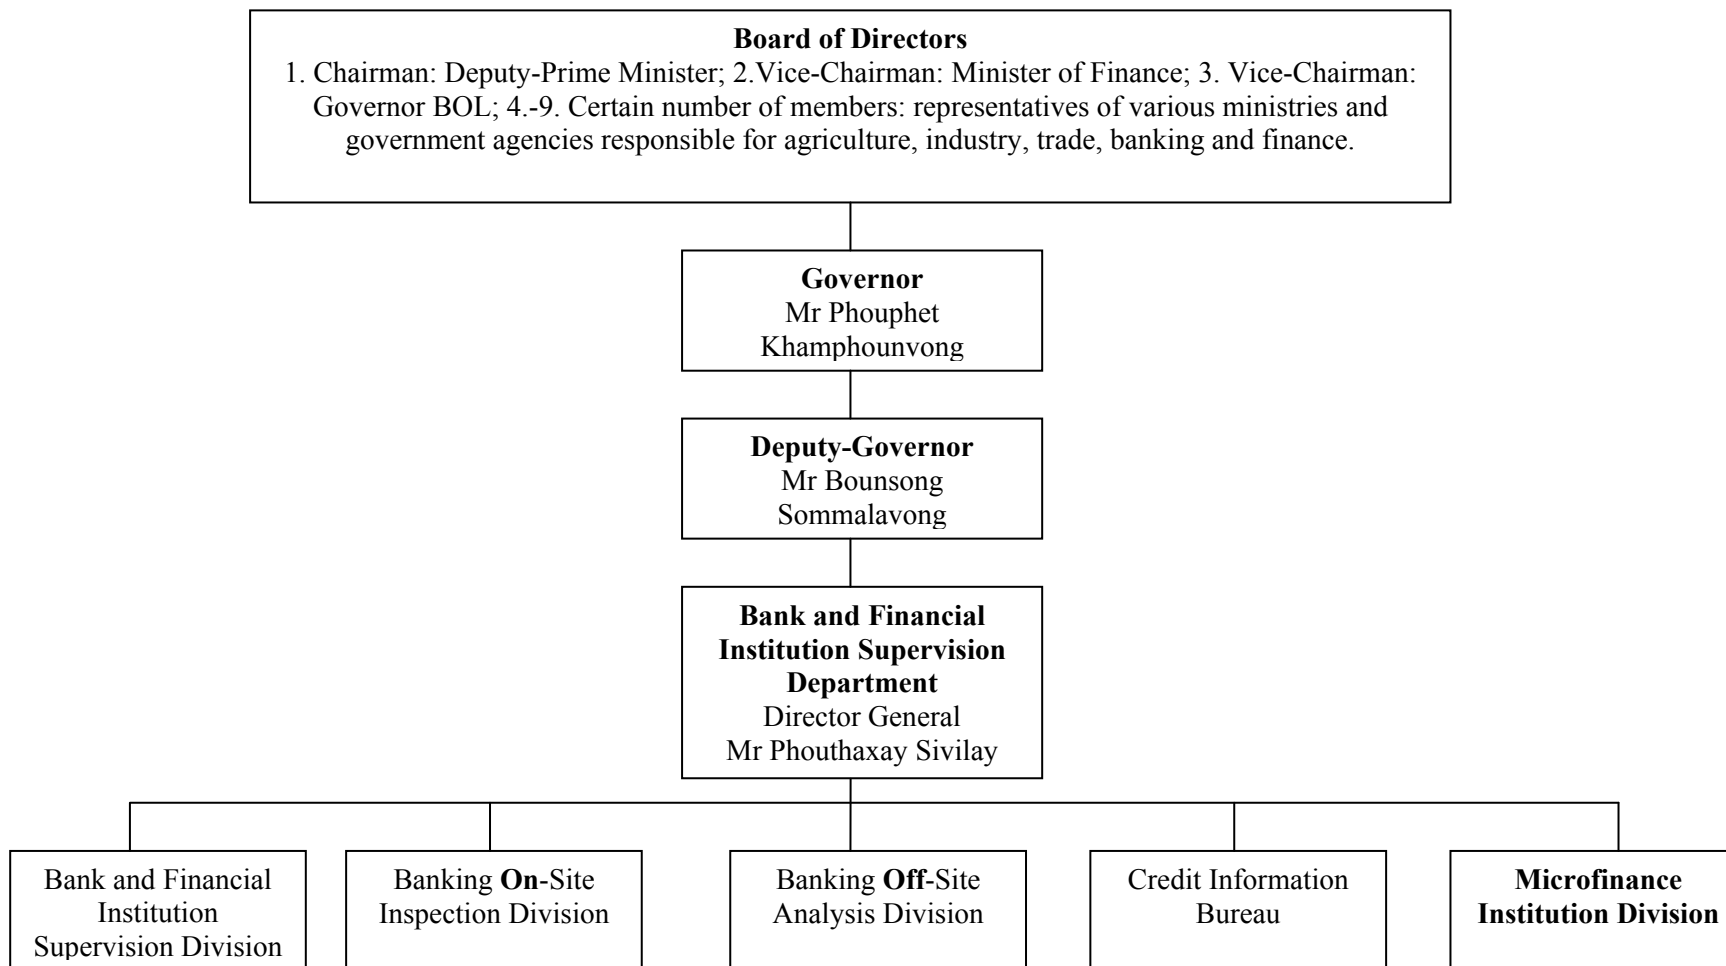 Board of Directors
1. Chairman: Deputy-Prime Minister; 2.Vice-Chairman: Minister of Finance; 3. Vice-Chairman:
Governor BOL; 4.-9. Certain number of members: representatives of various ministries and
government agencies responsible for agriculture, industry, trade, banking and finance.
Governor
Mr Phouphet
Khamphounvong
Deputy-Governor
Mr Bounsong
Sommalavong
Bank and Financial
Institution Supervision
Department
Director General
Mr Phouthaxay Sivilay
Bank and Financial
Institution
Supervision Division
Banking On-Site
Inspection Division
Banking Off-Site
Analysis Division
Credit Information
Bureau
Microfinance
Institution Division